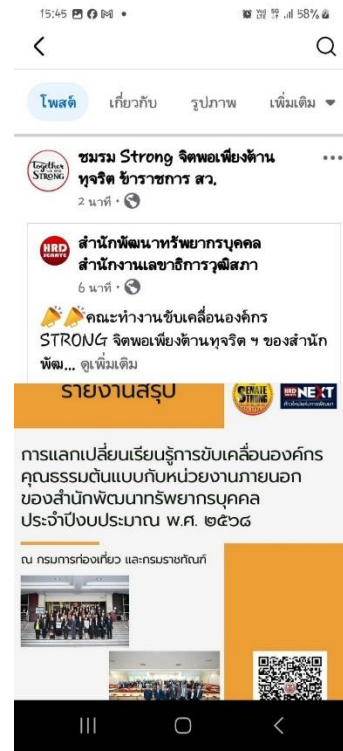 15:45
58%
โพสต์ เกี่ยวกับ รูปภาพ เพิ่มเติม
Together
STRONG
ชมรม Strong จิตพอเพียงต้าน
ทุจริต ข้าราชการ สว.
2 นาที
HRD
SENATE
สำนักพัฒนาทรัพยากรบุคคล
สำนักงานเลขาธิการวุฒิสภา
6 นาที
คณะทำงานขับเคลื่อนองค์กร
STRONG จิตพอเพียงต้านทุจริต ฯ ของสำนัก
พัฒ... ดูเพิ่มเติม
รายงานสรุป
SENATE
STRONG
HRD NEXT
การแลกเปลี่ยนเรียนรู้การขับเคลื่อนองค์กร
คุณธรรมต้นแบบกับหน่วยงานภายนอก
ของสำนักพัฒนาทรัพยากรบุคคล
ประจำปีงบประมาณ พ.ศ. ๒๕๖๘
ณ กรมการท่องเที่ยว และกรมราชทัณฑ์